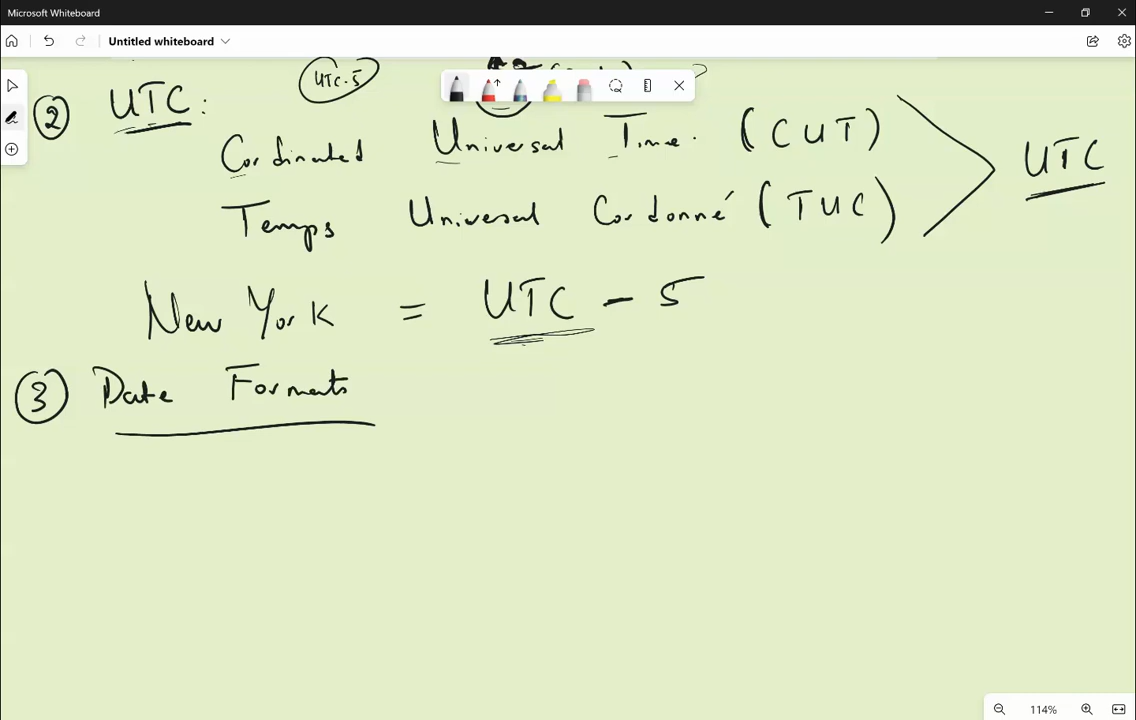 Microsoft Whiteboard
Untitled whiteboard
UTC-5
② UTC:
Cordinated Universal Time. (CUT)
Temps Universal Cordonné (TUC)
UTC
New York = UTC - 5
③ Date Formats
114%